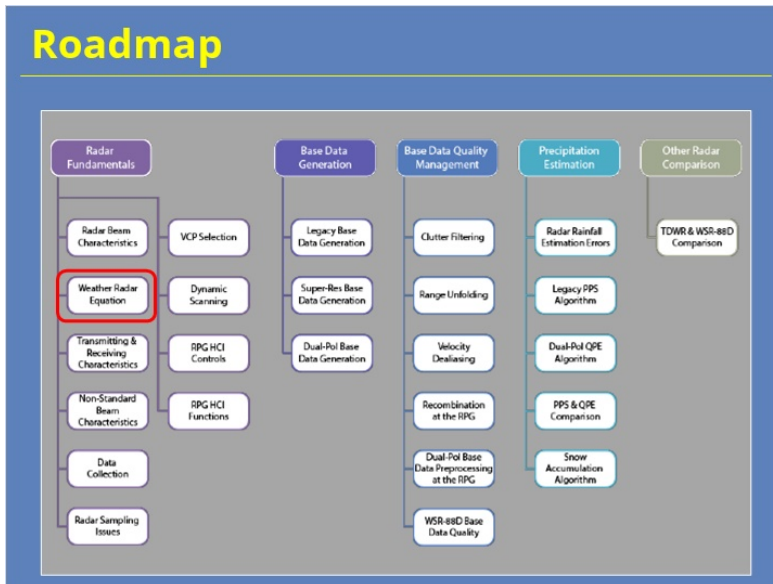 Roadmap
Radar
Fundamentals
Radar Beam
Characteristics
Weather Radar
Equation
Transmitting &
Receiving
Characteristics
Non-Standard
Beam
Characteristics
Data
Collection
Radar Sampling
Issues
VCP Selection
Dynamic
Scanning
RPG HCI
Controls
RPG HCI
Functions
Base Data
Generation
Legacy Base
Data Generation
Super-Res Base
Data Generation
Dual-Pol Base
Data Generation
Base Data Quality
Management
Clutter Filtering
Range Unfolding
Velocity
Dealiasing
Recombination
at the RPG
Dual-Pol Base
Data Preprocessing
at the RPG
WSR-88D Base
Data Quality
Precipitation
Estimation
Radar Rainfall
Estimation Errors
Legacy PPS
Algorithm
Dual-Pol QPE
Algorithm
PPS & QPE
Comparison
Snow
Accumulation
Algorithm
Other Radar
Comparison
TDWR & WSR-88D
Comparison